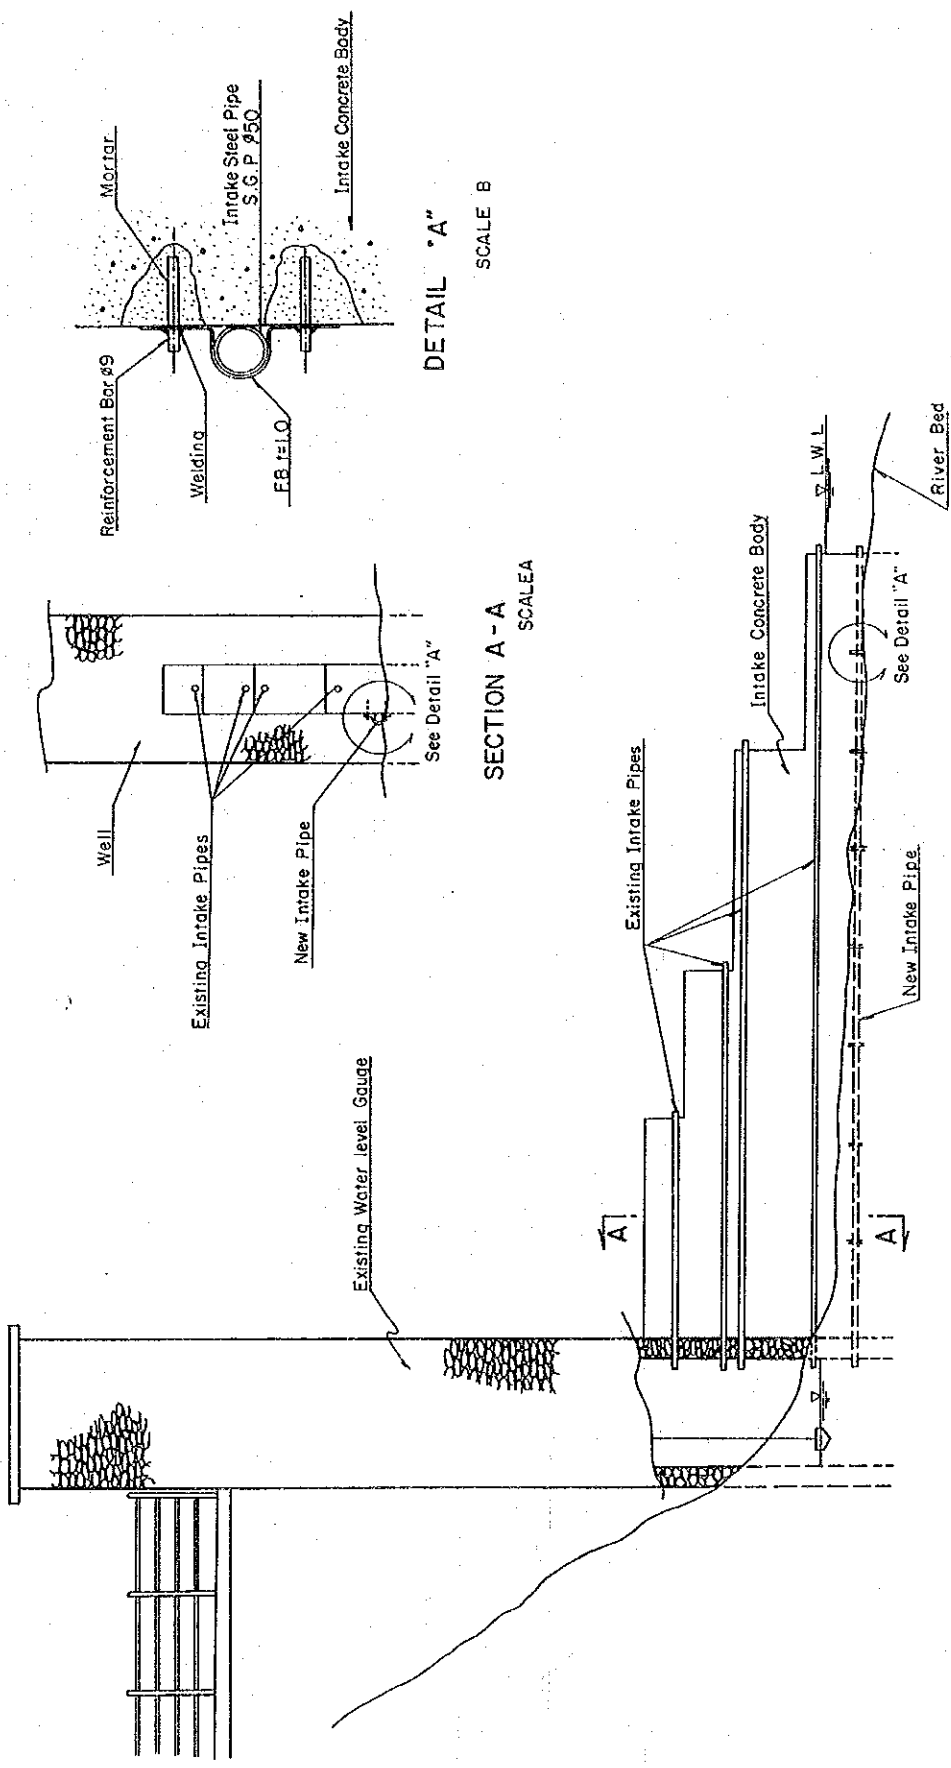 Existing Water level Gauge
A
A
Existing Intake Pipes
Intake Concrete Body
L.W.L
New Intake Pipe
See Detail "A"
River Bed
Well
Existing Intake Pipes
New Intake Pipe
See Detail "A"
SECTION A-A
SCALEA
Reinforcement Bar ø9
Welding
F.B t=1.0
Mortar
Intake Steel Pipe
S.G.P ø50
Intake Concrete Body
DETAIL "A"
SCALE B